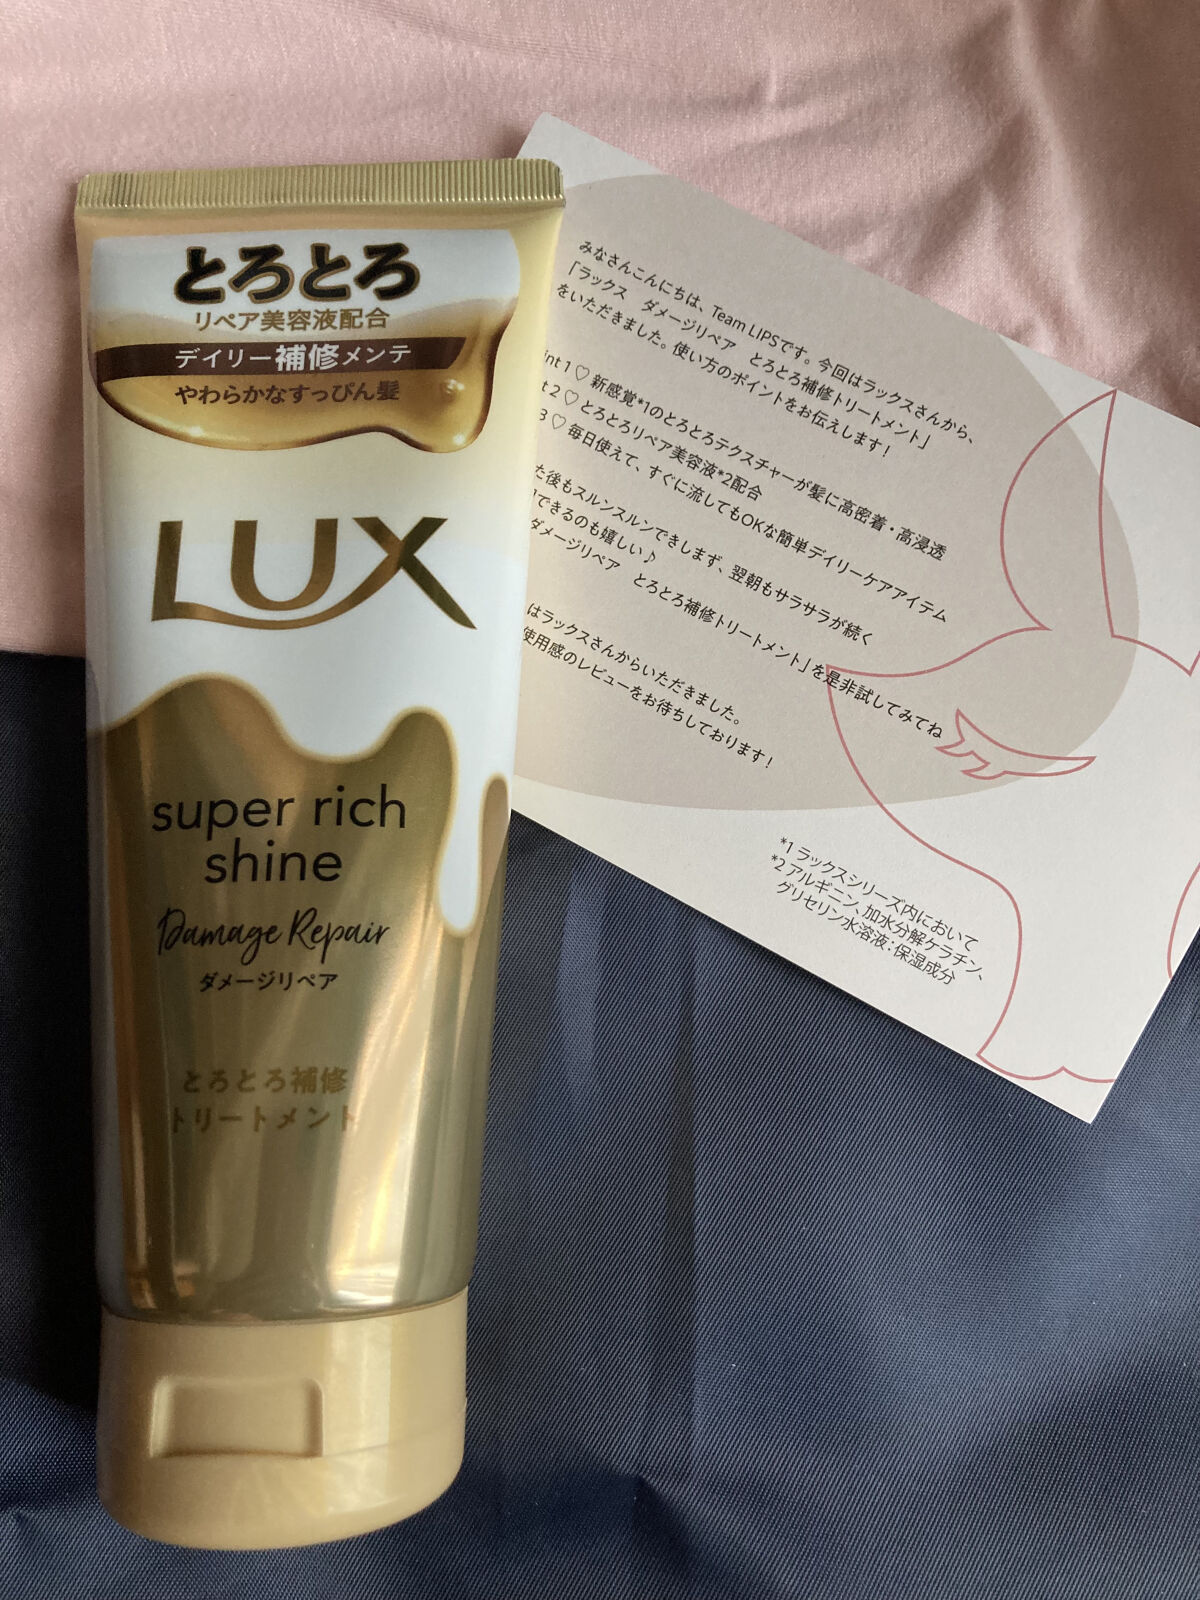 とろとろ
リペア美容液配合
デイリー補修メンテ
やわらかなすっぴん髪
LUX
super rich
shine
Damage Repair
ダメージリペア
とろとろ補修
トリートメント
みなさんこんにちは、Team LIPSです。今回はラックスさんから、
「ラックス ダメージリペア とろとろ補修トリートメント」
をいただきました。使い方のポイントをお伝えします!
int 1 ♡ 新感覚*1のとろとろテクスチャーが髪に高密着・高浸透
t 2 ♡ とろとろリペア美容液*2配合
3 ♡ 毎日使えて、すぐに流してもOKな簡単デイリーケアアイテム
た後もスルンスルンできしまず、翌朝もサラサラが続く
できるのも嬉しい♪
ダメージリペア とろとろ補修トリートメント」を是非試してみてね
はラックスさんからいただきました。
使用感のレビューをお待ちしております!
*1 ラックスシリーズ内において
*2 アルギニン、加水分解ケラチン、
グリセリン水溶液:保湿成分